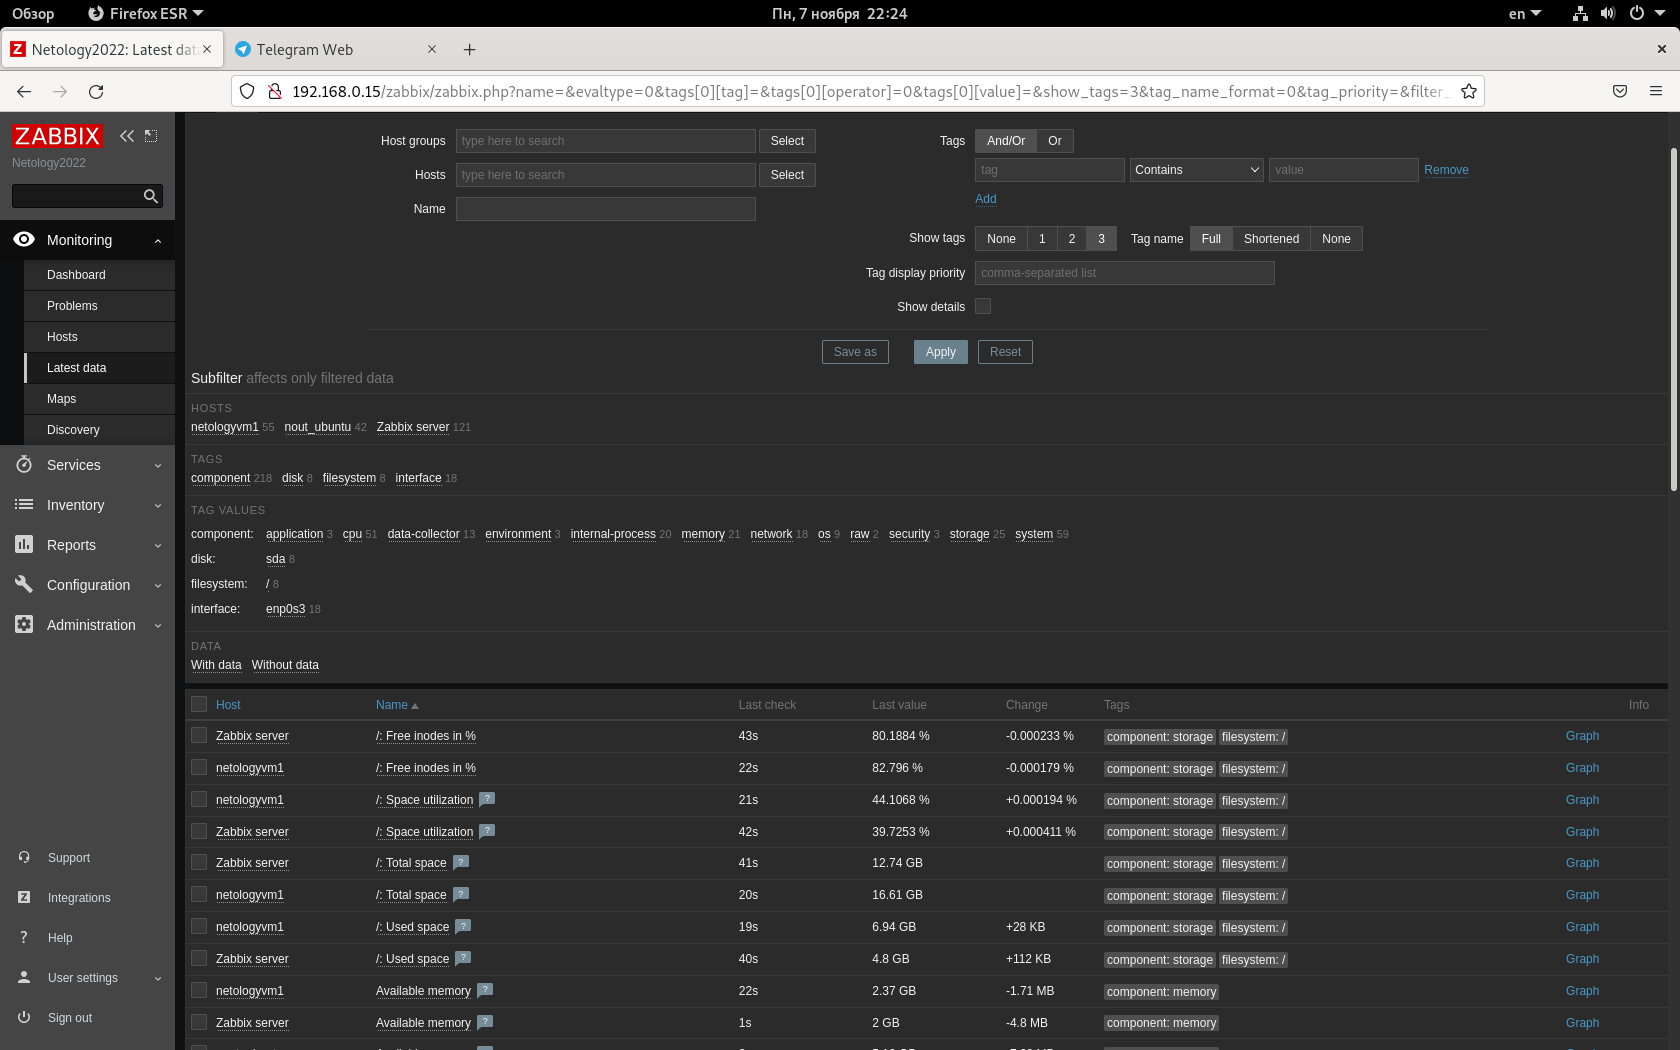 Обзор Firefox ESR Пн, 7 ноября 22:24 en
Netology2022: Latest dat Telegram Web
192.168.0.15/zabbix/zabbix.php?name=&evaltype=0&tags[0][tag]=&tags[0][operator]=0&tags[0][value]=&show_tags=3&tag_name_format=0&tag_priority=&filter_
ZABBIX
Netology2022
Monitoring
Dashboard
Problems
Hosts
Latest data
Maps
Discovery
Services
Inventory
Reports
Configuration
Administration
Support
Integrations
? Help
User settings
Sign out
Host groups type here to search Select
Hosts type here to search Select
Name
Tags And/Or Or
tag Contains value Remove
Add
Show tags None 1 2 3 Tag name Full Shortened None
Tag display priority comma-separated list
Show details
Save as Apply Reset
Subfilter affects only filtered data
HOSTS
netologyvm1 55 nout_ubuntu 42 Zabbix server 121
TAGS
component 218 disk 8 filesystem 8 interface 18
TAG VALUES
component: application 3 cpu 51 data-collector 13 environment 3 internal-process 20 memory 21 network 18 os 9 raw 2 security 3 storage 25 system 59
disk: sda 8
filesystem: / 8
interface: enp0s3 18
DATA
With data Without data
Host Name Last check Last value Change Tags Info
Zabbix server /: Free inodes in % 43s 80.1884 % -0.000233 % component: storage filesystem: / Graph
netologyvm1 /: Free inodes in % 22s 82.796 % -0.000179 % component: storage filesystem: / Graph
netologyvm1 /: Space utilization ? 21s 44.1068 % +0.000194 % component: storage filesystem: / Graph
Zabbix server /: Space utilization ? 42s 39.7253 % +0.000411 % component: storage filesystem: / Graph
Zabbix server /: Total space ? 41s 12.74 GB component: storage filesystem: / Graph
netologyvm1 /: Total space ? 20s 16.61 GB component: storage filesystem: / Graph
netologyvm1 /: Used space ? 19s 6.94 GB +28 KB component: storage filesystem: / Graph
Zabbix server /: Used space ? 40s 4.8 GB +112 KB component: storage filesystem: / Graph
netologyvm1 Available memory ? 22s 2.37 GB -1.71 MB component: memory Graph
Zabbix server Available memory ? 1s 2 GB -4.8 MB component: memory Graph